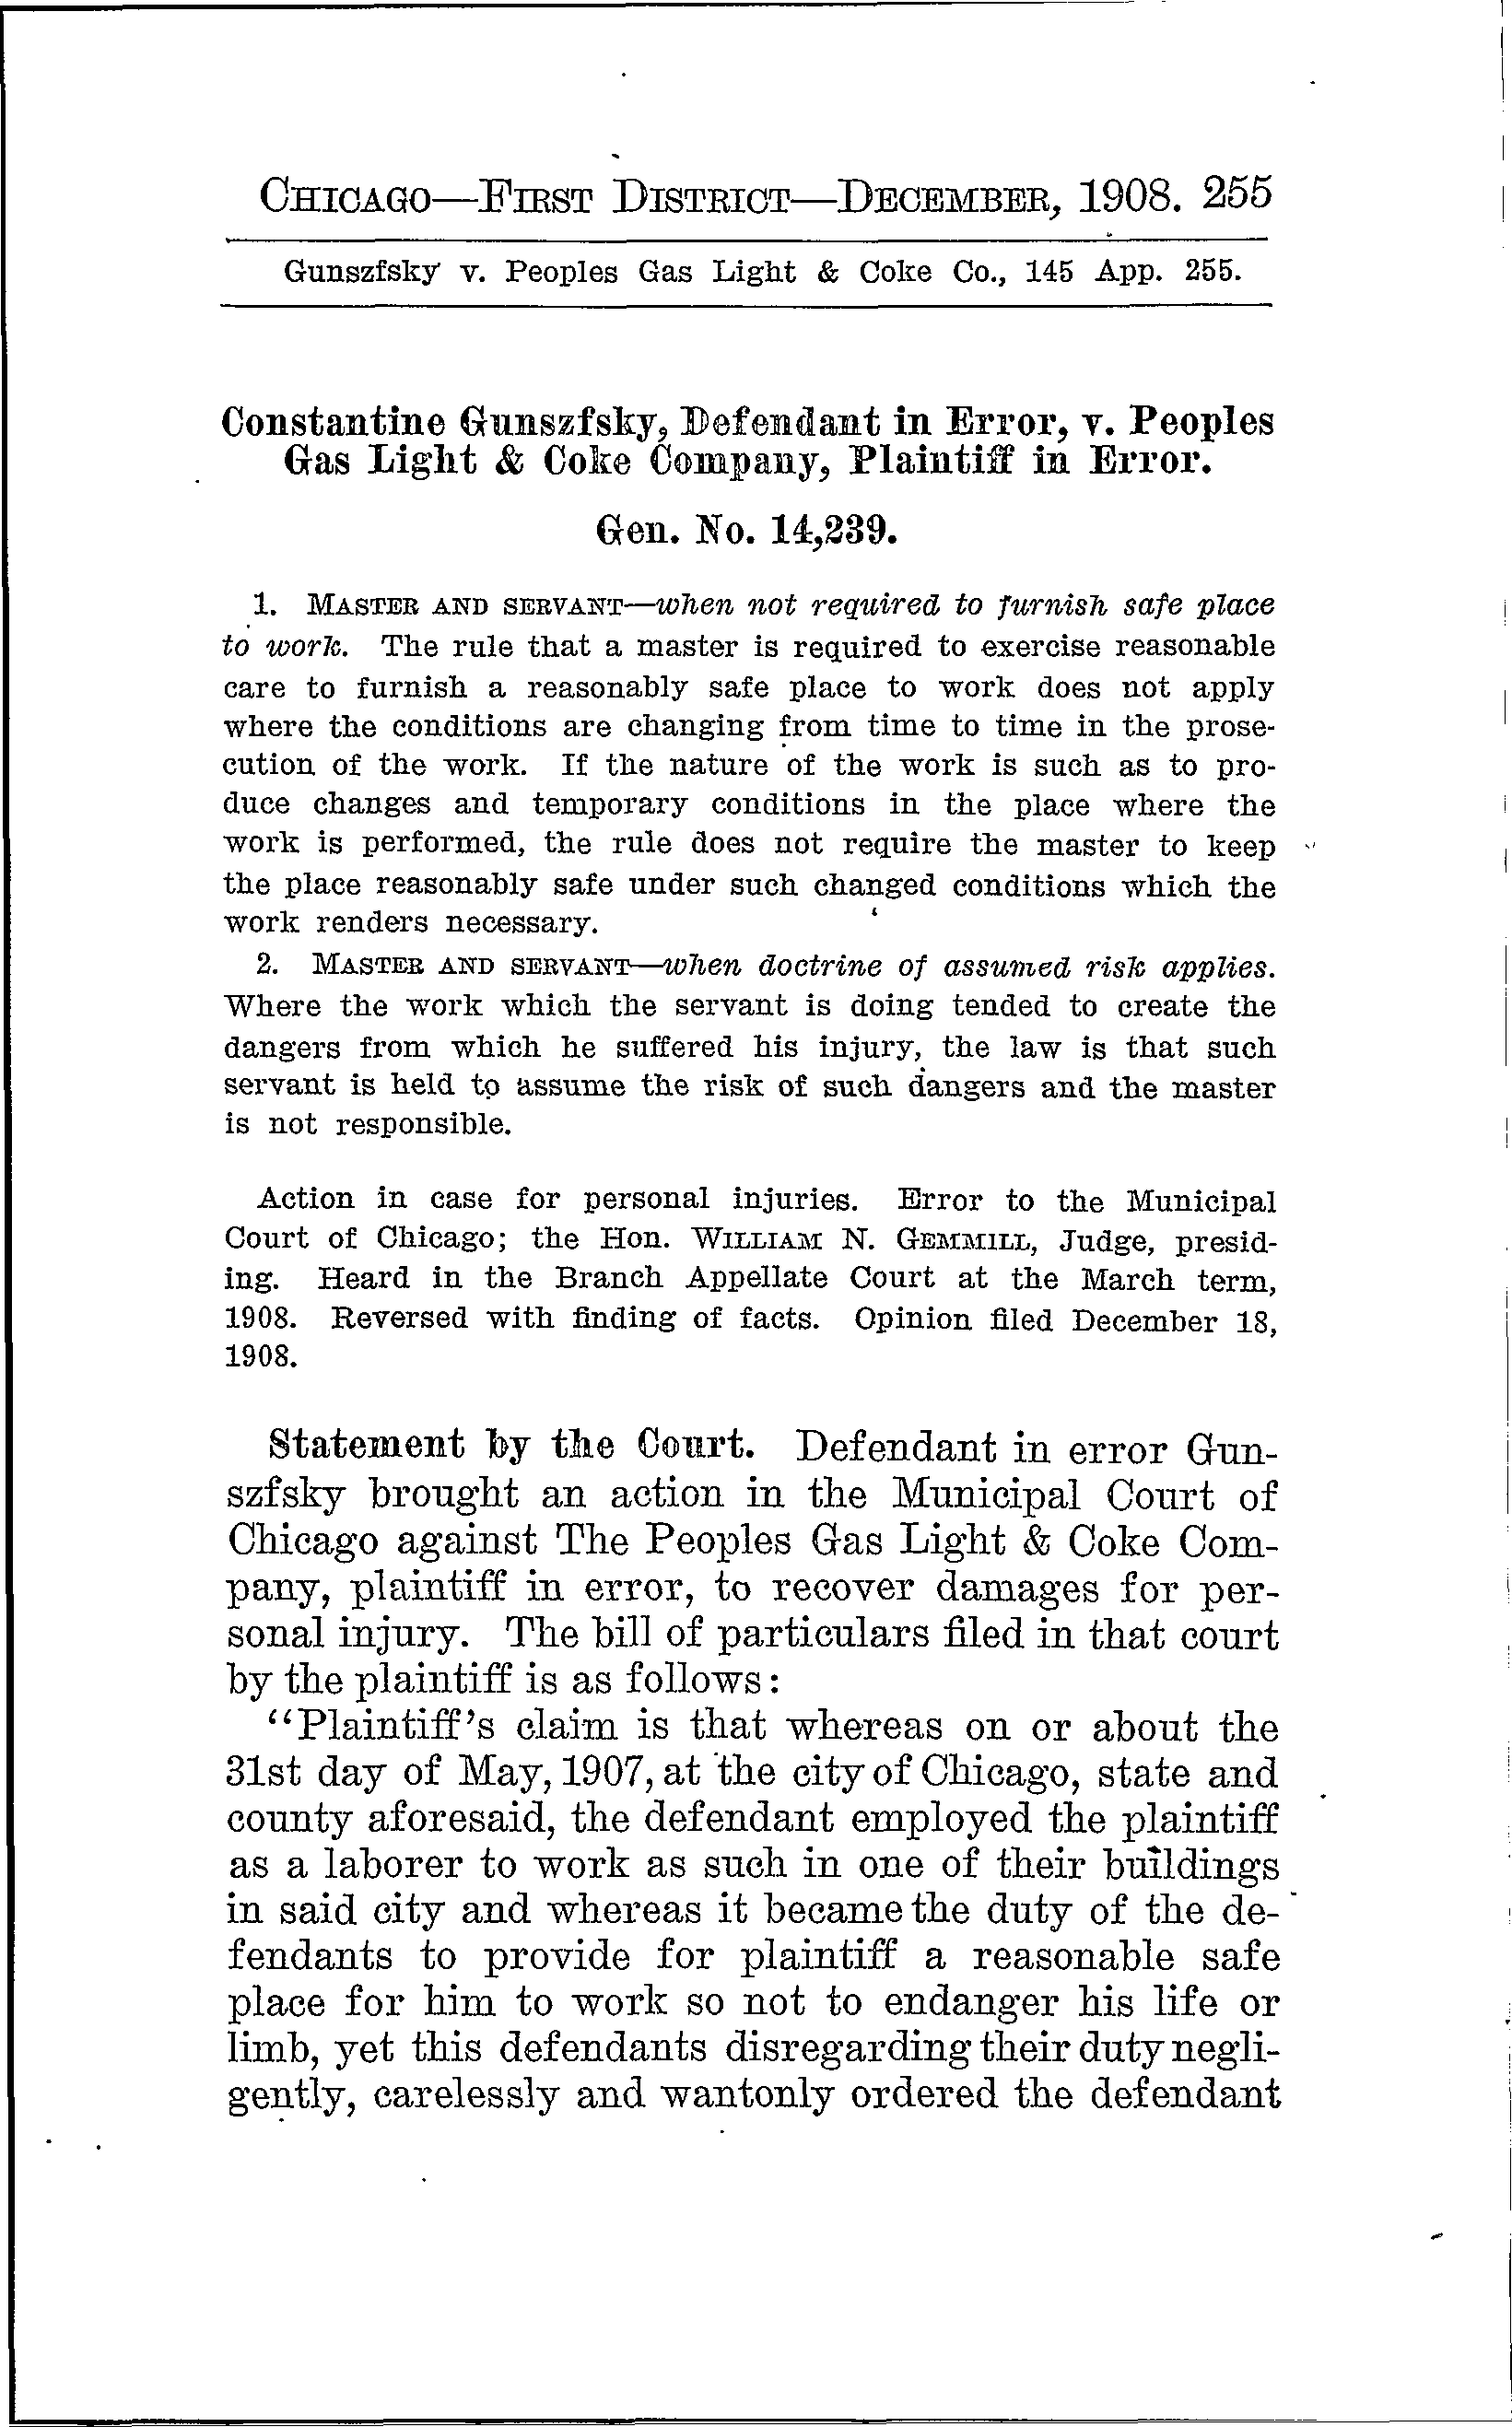 CHICAGO—FIRST DISTRICT—DECEMBER, 1908. 255
Gunszfsky v. Peoples Gas Light & Coke Co., 145 App. 255.
Constantine Gunszfsky, Defendant in Error, v. Peoples
Gas Light & Coke Company, Plaintiff in Error.
Gen. No. 14,239.
1. MASTER AND SERVANT—when not required to furnish safe place
to work. The rule that a master is required to exercise reasonable
care to furnish a reasonably safe place to work does not apply
where the conditions are changing from time to time in the prose-
cution of the work. If the nature of the work is such as to pro-
duce changes and temporary conditions in the place where the
work is performed, the rule does not require the master to keep
the place reasonably safe under such changed conditions which the
work renders necessary.
2. MASTER AND SERVANT—when doctrine of assumed risk applies.
Where the work which the servant is doing tended to create the
dangers from which he suffered his injury, the law is that such
servant is held to assume the risk of such dangers and the master
is not responsible.
Action in case for personal injuries. Error to the Municipal
Court of Chicago; the Hon. WILLIAM N. GEMMILL, Judge, presid-
ing. Heard in the Branch Appellate Court at the March term,
1908. Reversed with finding of facts. Opinion filed December 18,
1908.
Statement by the Court. Defendant in error Gun-
szfsky brought an action in the Municipal Court of
Chicago against The Peoples Gas Light & Coke Com-
pany, plaintiff in error, to recover damages for per-
sonal injury. The bill of particulars filed in that court
by the plaintiff is as follows:
"Plaintiff's claim is that whereas on or about the
31st day of May, 1907, at the city of Chicago, state and
county aforesaid, the defendant employed the plaintiff
as a laborer to work as such in one of their buildings
in said city and whereas it became the duty of the de-
fendants to provide for plaintiff a reasonable safe
place for him to work so not to endanger his life or
limb, yet this defendants disregarding their duty negli-
gently, carelessly and wantonly ordered the defendant